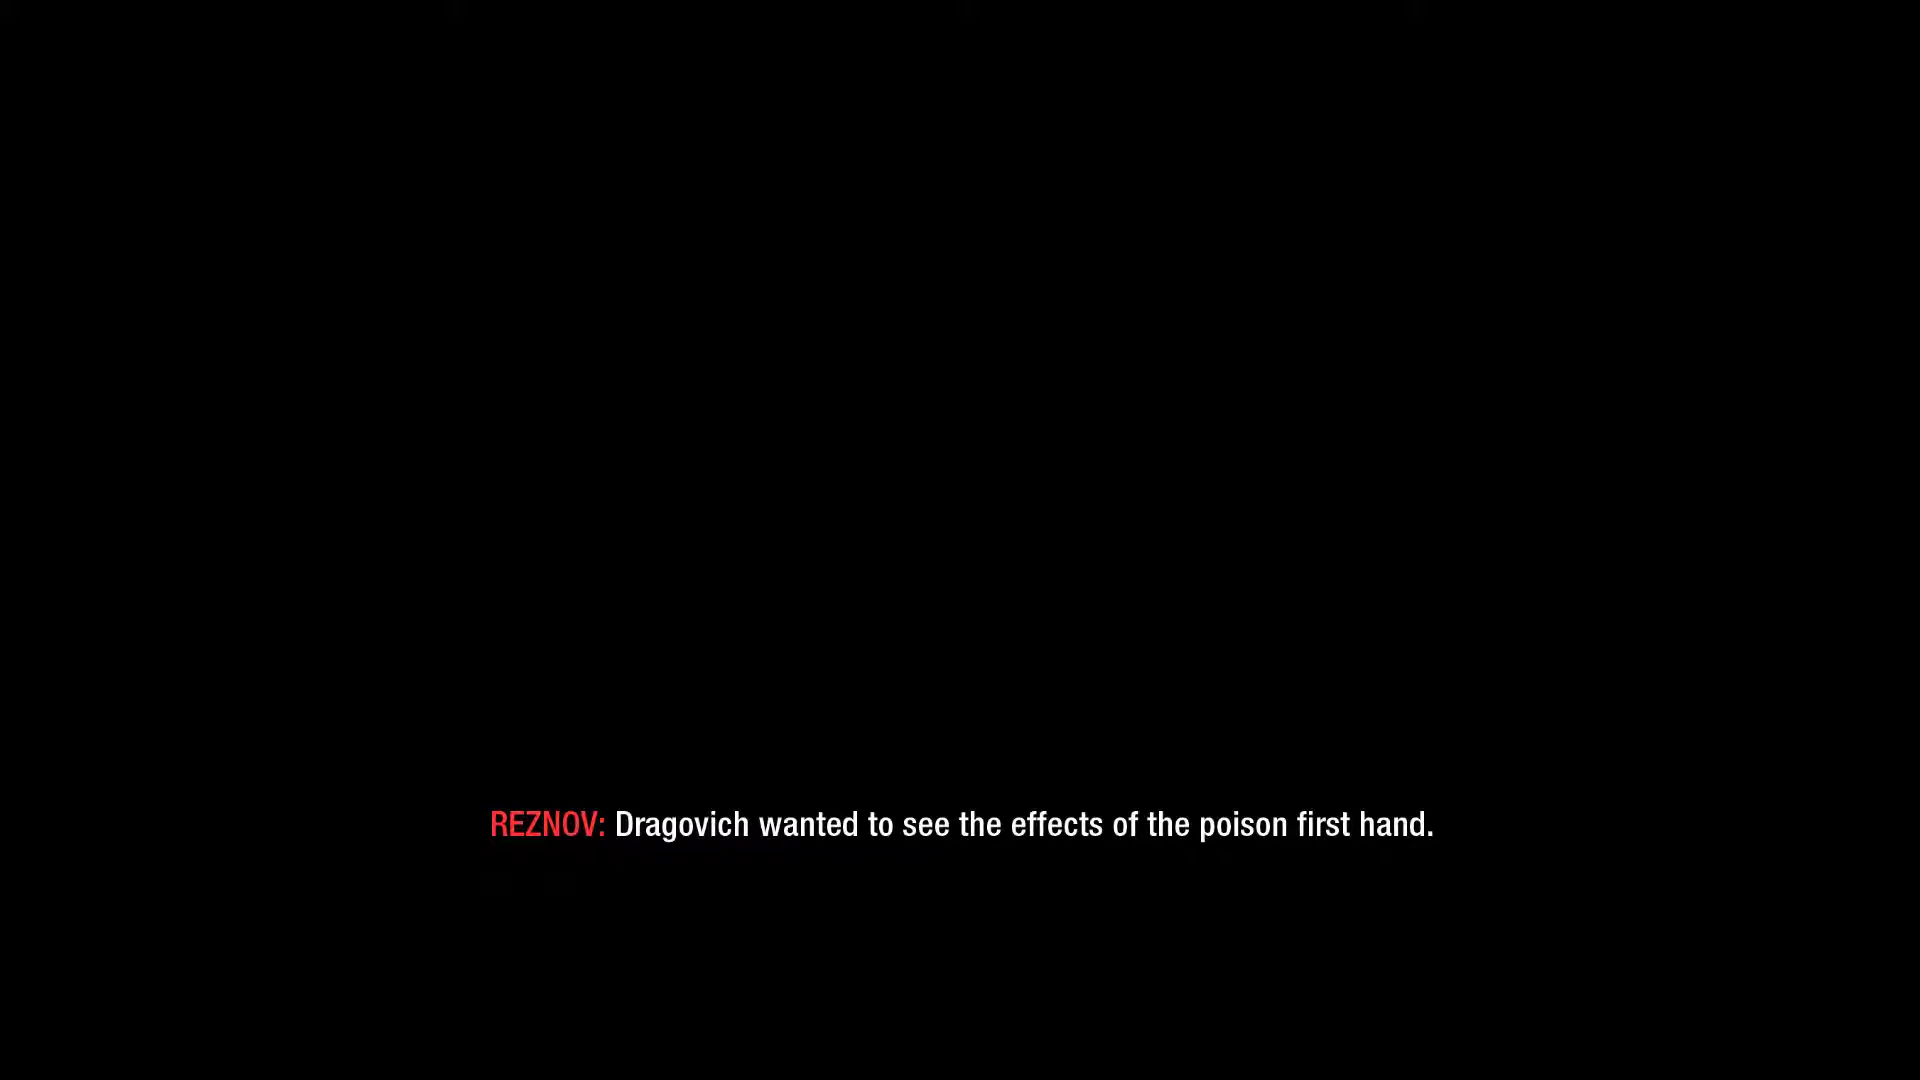 REZNOV: Dragovich wanted to see the effects of the poison first hand.